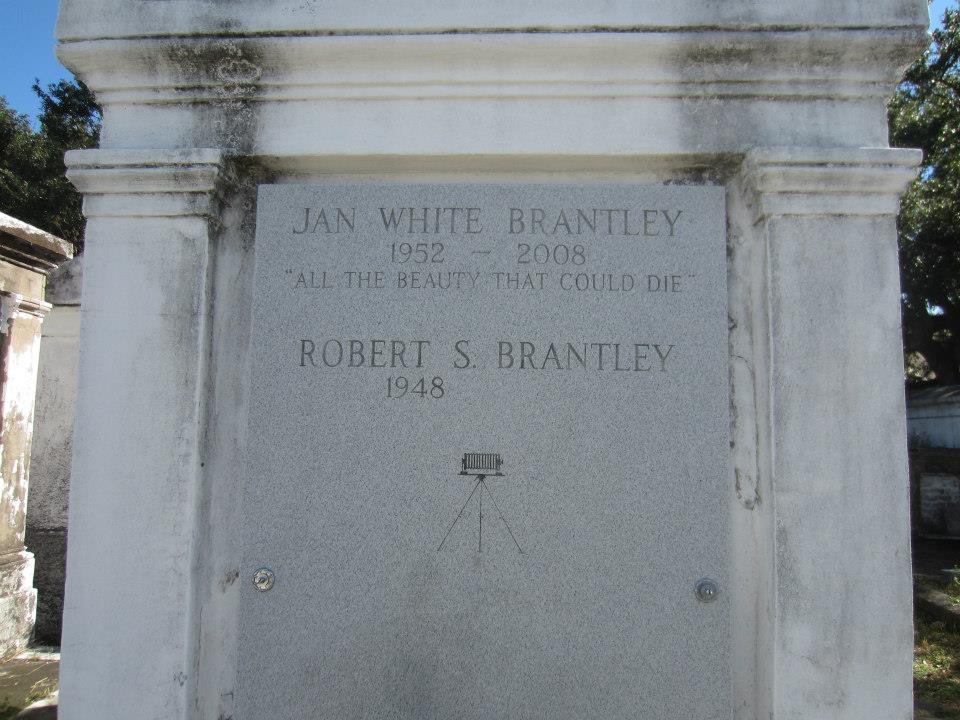 JAN WHITE BRANTLEY
1952 – 2008
"ALL THE BEAUTY THAT COULD DIE"
ROBERT S. BRANTLEY
1948